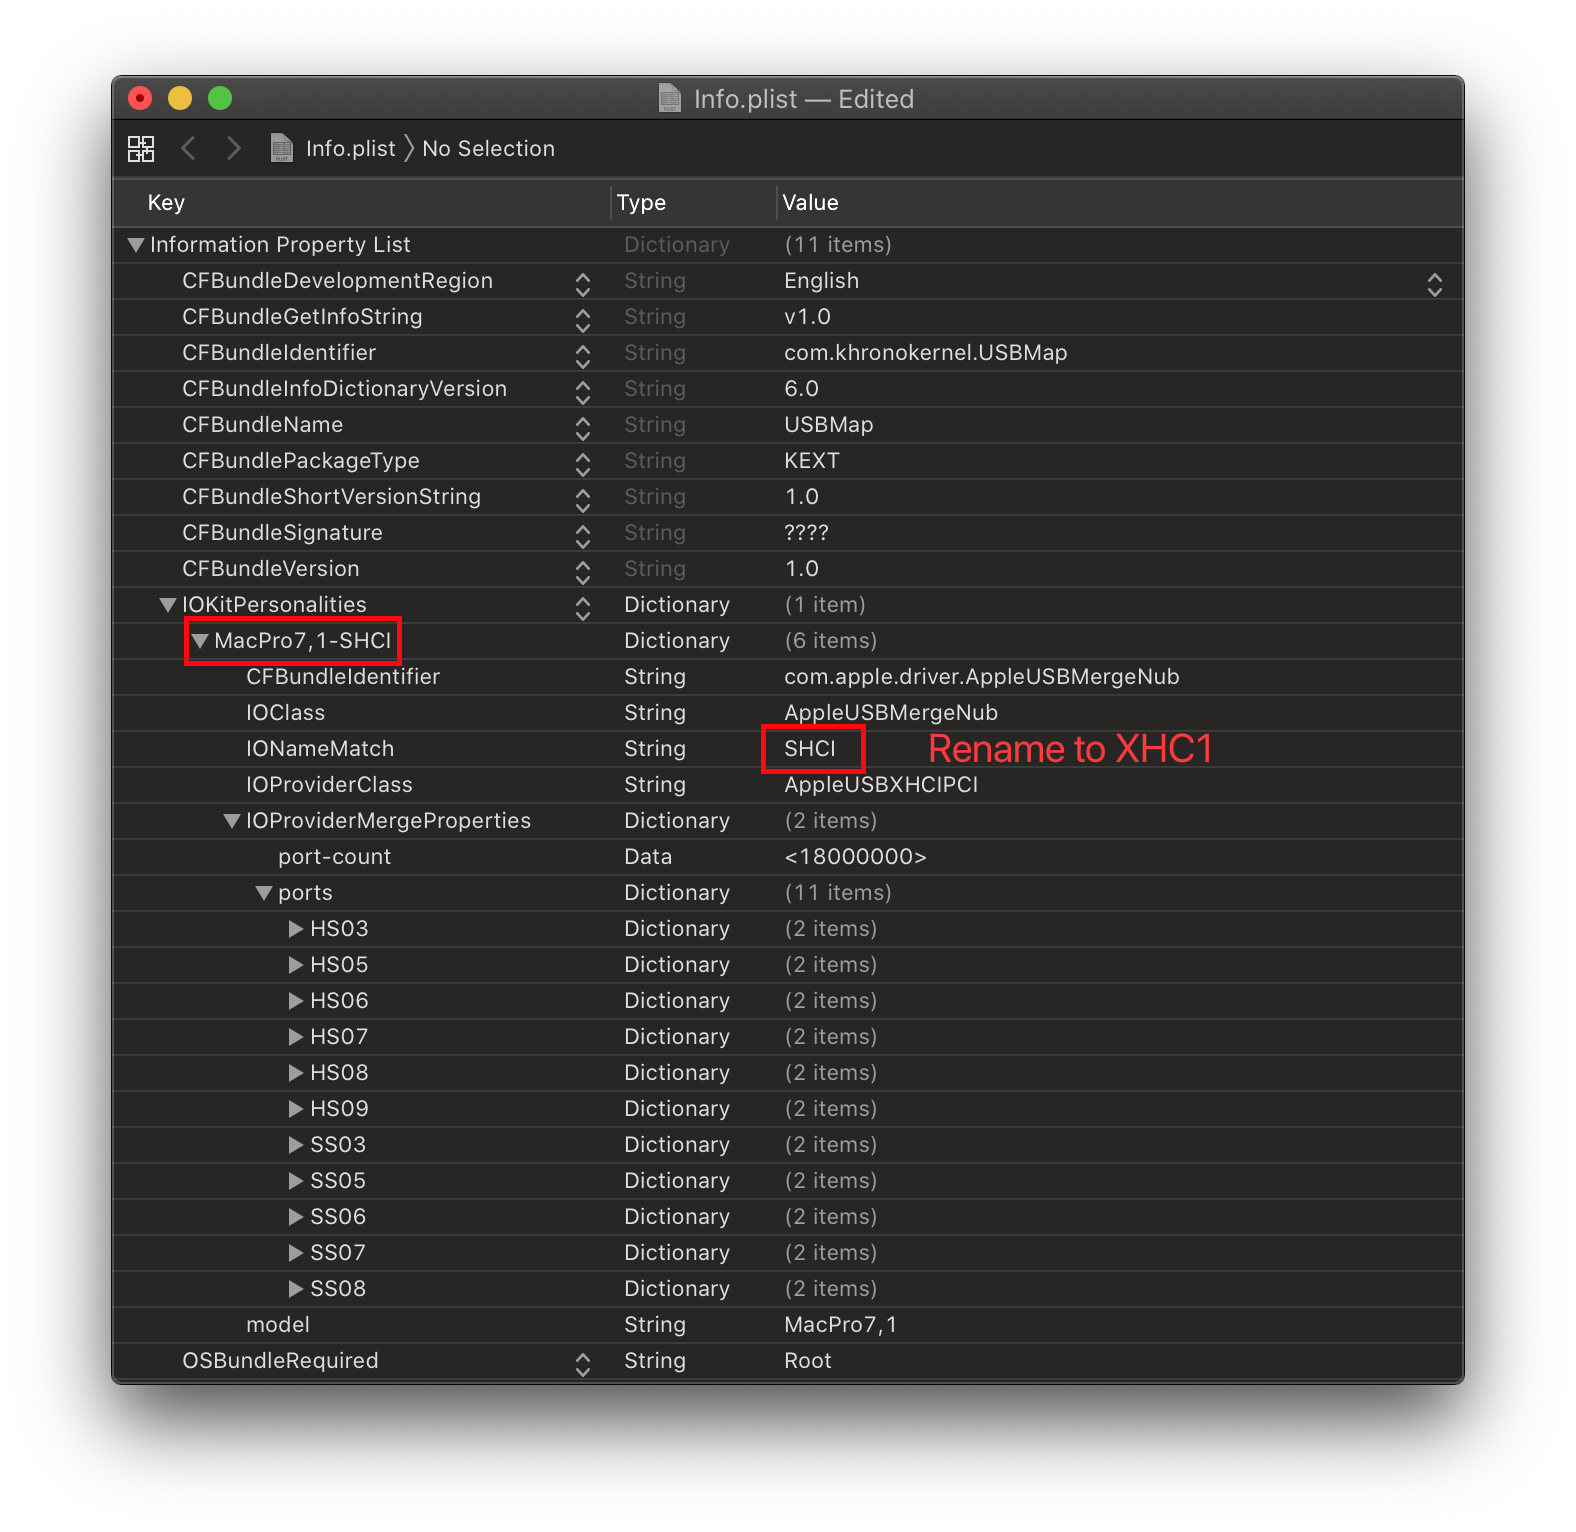 Info.plist — Edited
Info.plist 〉 No Selection
Key Type Value
Information Property List Dictionary (11 items)
CFBundleDevelopmentRegion String English
CFBundleGetInfoString String v1.0
CFBundleIdentifier String com.khronokernel.USBMap
CFBundleInfoDictionaryVersion String 6.0
CFBundleName String USBMap
CFBundlePackageType String KEXT
CFBundleShortVersionString String 1.0
CFBundleSignature String ????
CFBundleVersion String 1.0
IOKitPersonalities Dictionary (1 item)
MacPro7,1-SHCI Dictionary (6 items)
CFBundleIdentifier String com.apple.driver.AppleUSBMergeNub
IOClass String AppleUSBMergeNub
IONameMatch String SHCI Rename to XHC1
IOProviderClass String AppleUSBXHCIPCI
IOProviderMergeProperties Dictionary (2 items)
port-count Data <18000000>
ports Dictionary (11 items)
HS03 Dictionary (2 items)
HS05 Dictionary (2 items)
HS06 Dictionary (2 items)
HS07 Dictionary (2 items)
HS08 Dictionary (2 items)
HS09 Dictionary (2 items)
SS03 Dictionary (2 items)
SS05 Dictionary (2 items)
SS06 Dictionary (2 items)
SS07 Dictionary (2 items)
SS08 Dictionary (2 items)
model String MacPro7,1
OSBundleRequired String Root